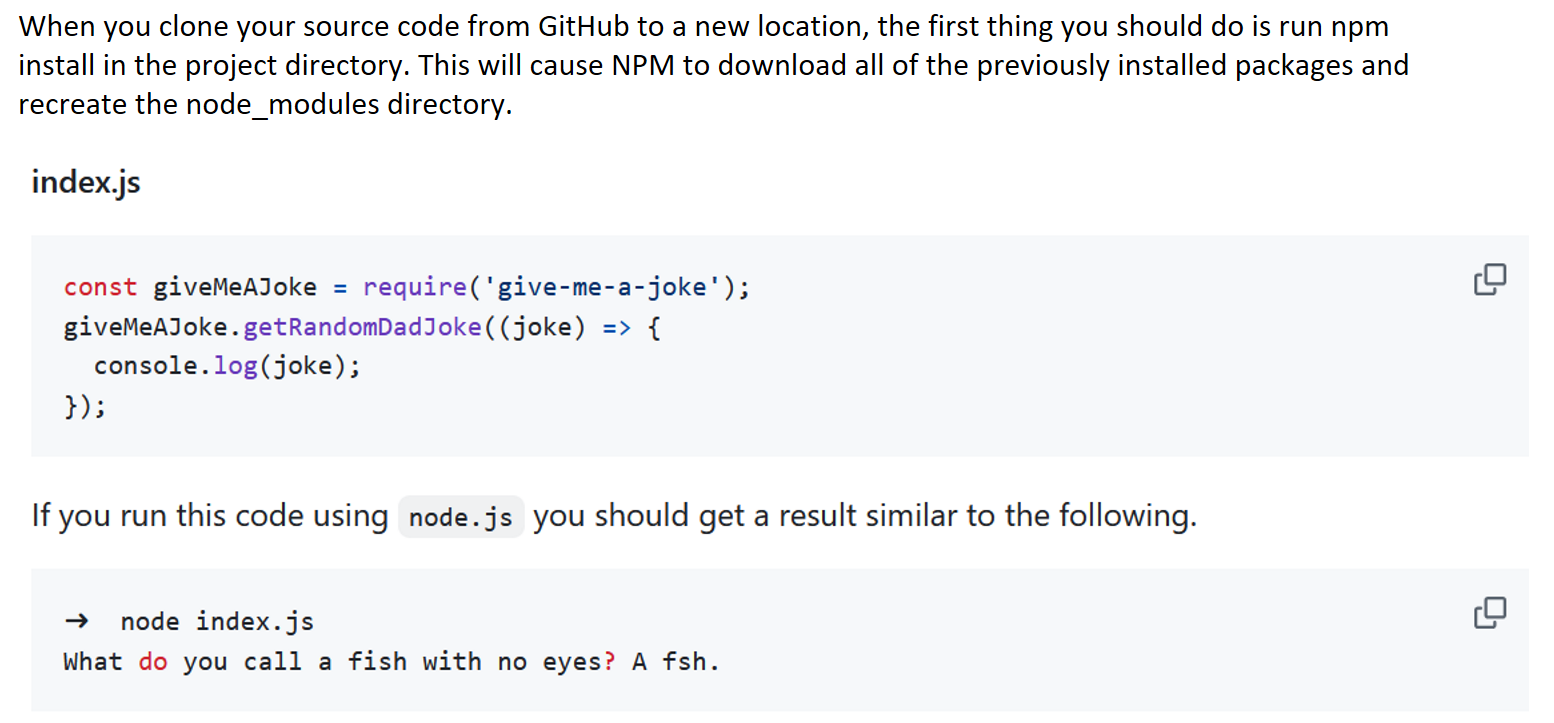 When you clone your source code from GitHub to a new location, the first thing you should do is run npm
install in the project directory. This will cause NPM to download all of the previously installed packages and
recreate the node_modules directory.
index.js
const giveMeAJoke = require('give-me-a-joke');
giveMeAJoke.getRandomDadJoke((joke) => {
  console.log(joke);
});
If you run this code using node.js you should get a result similar to the following.
➜  node index.js
What do you call a fish with no eyes? A fsh.